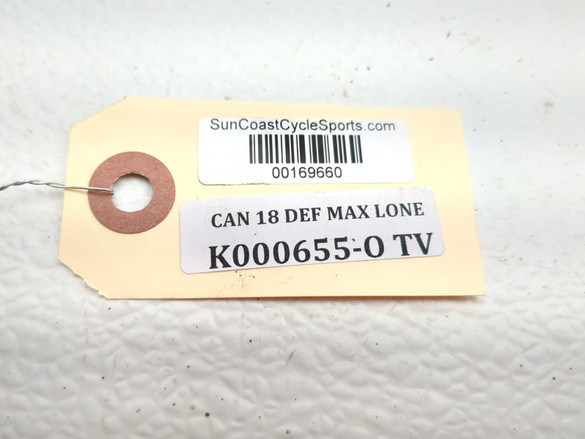 SunCoastCycleSports.com
00169660
CAN 18 DEF MAX LONE
K000655-O TV